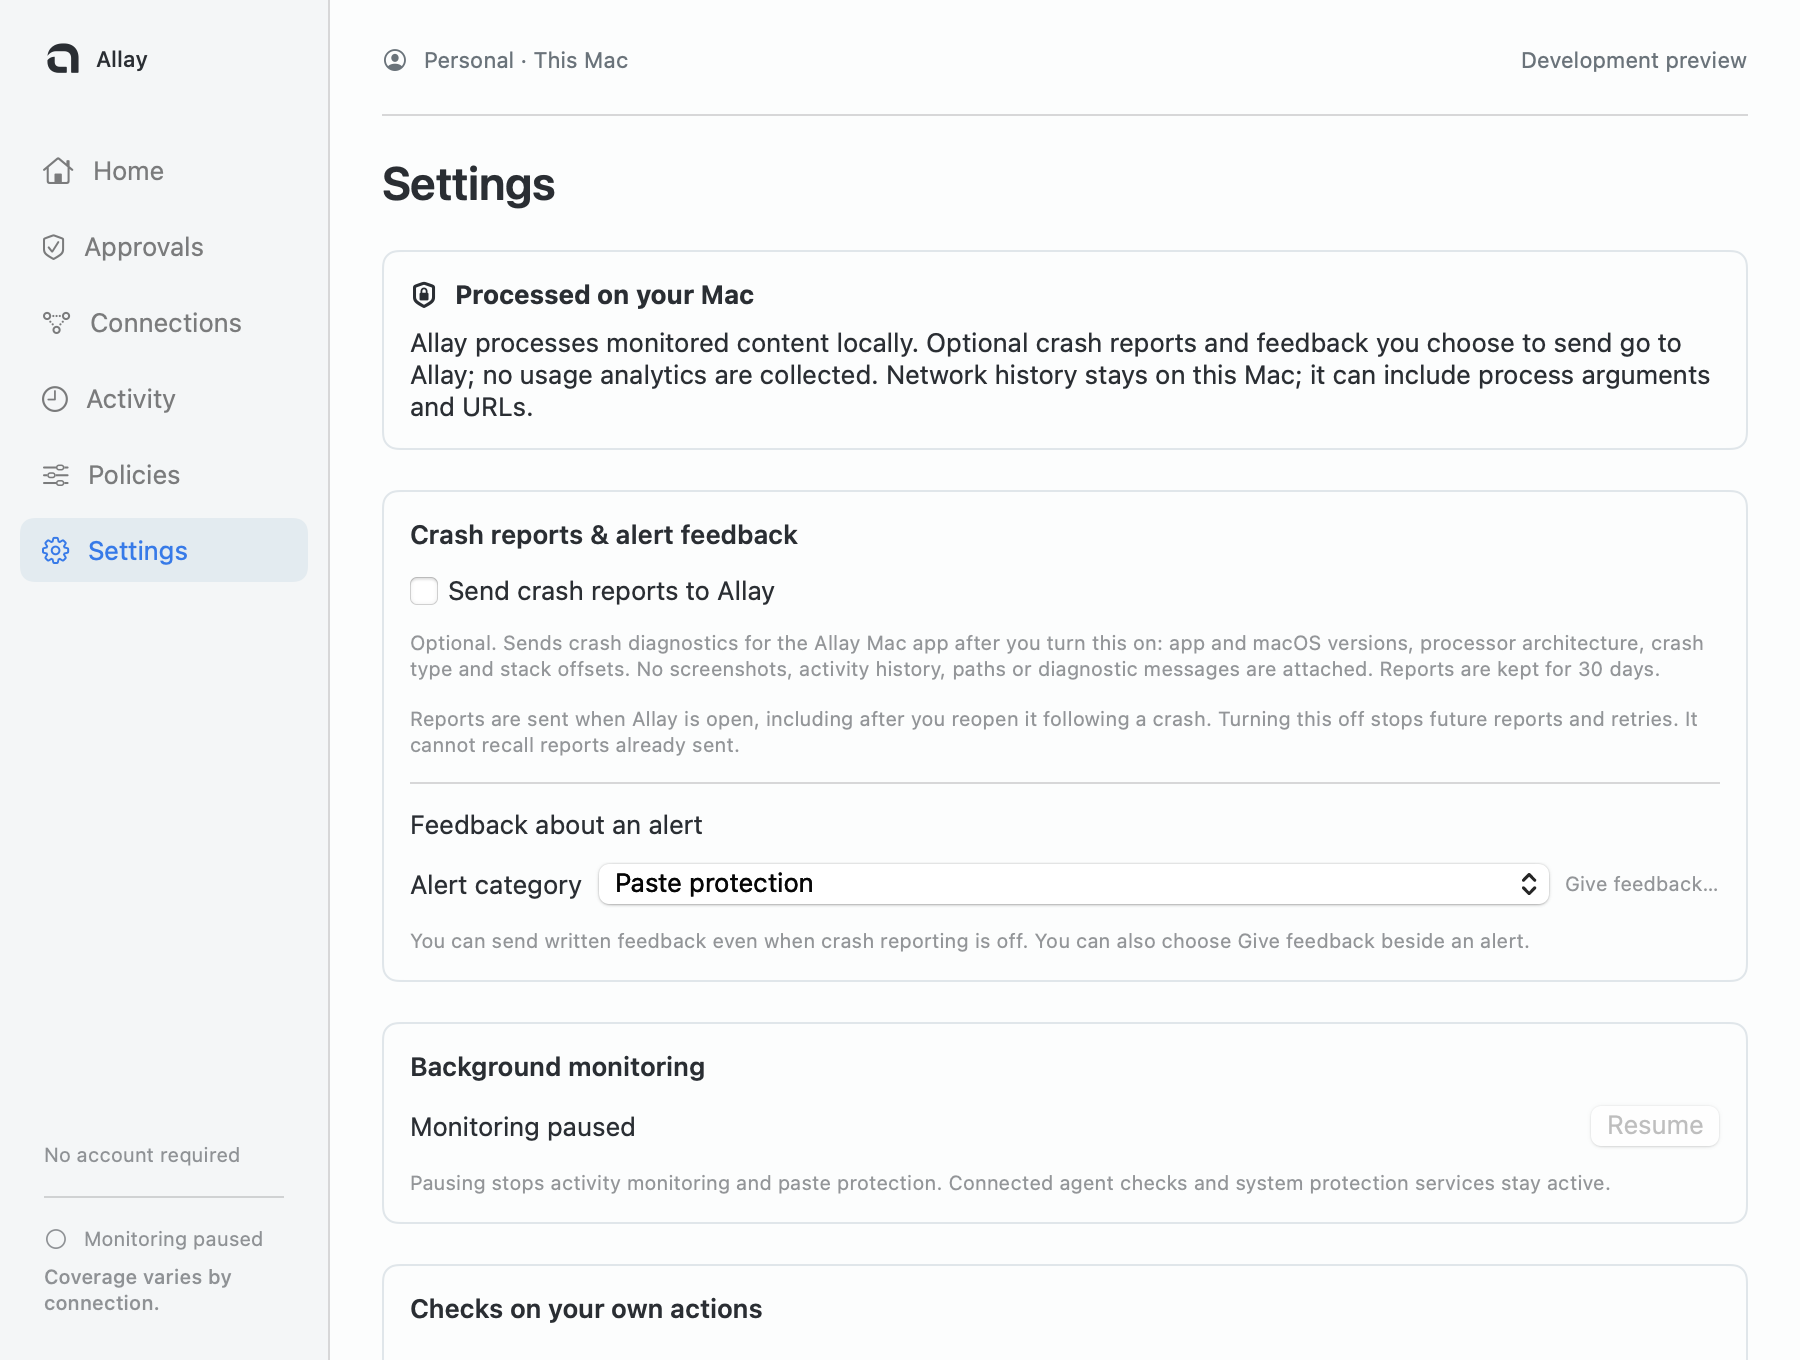 Allay
Home
Approvals
Connections
Activity
Policies
Settings
No account required
Monitoring paused
Coverage varies by
connection.
Personal · This Mac
Development preview
Settings
Processed on your Mac
Allay processes monitored content locally. Optional crash reports and feedback you choose to send go to
Allay; no usage analytics are collected. Network history stays on this Mac; it can include process arguments
and URLs.
Crash reports & alert feedback
Send crash reports to Allay
Optional. Sends crash diagnostics for the Allay Mac app after you turn this on: app and macOS versions, processor architecture, crash
type and stack offsets. No screenshots, activity history, paths or diagnostic messages are attached. Reports are kept for 30 days.
Reports are sent when Allay is open, including after you reopen it following a crash. Turning this off stops future reports and retries. It
cannot recall reports already sent.
Feedback about an alert
Alert category
Paste protection
Give feedback...
You can send written feedback even when crash reporting is off. You can also choose Give feedback beside an alert.
Background monitoring
Monitoring paused
Resume
Pausing stops activity monitoring and paste protection. Connected agent checks and system protection services stay active.
Checks on your own actions